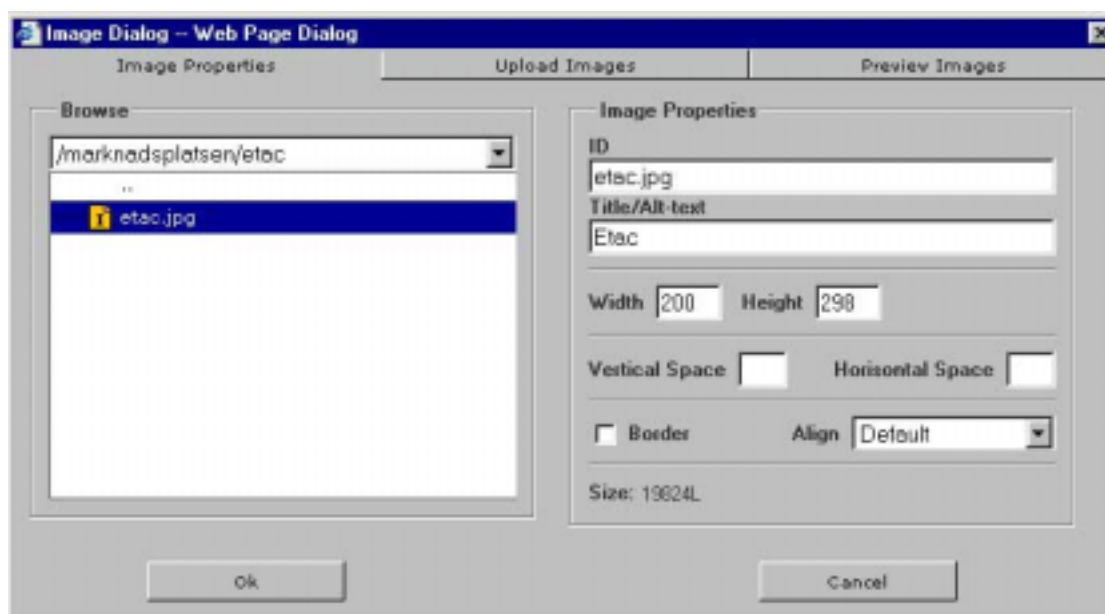 Image Dialog -- Web Page Dialog
Image Properties
Upload Images
Preview Images
Browse
/marknadsplatsen/etac
..
etac.jpg
Image Properties
ID
etac.jpg
Title/Alt-text
Etac
Width 200 Height 298
Vertical Space Horisontal Space
Border Align Default
Size: 19824L
Ok
Cancel